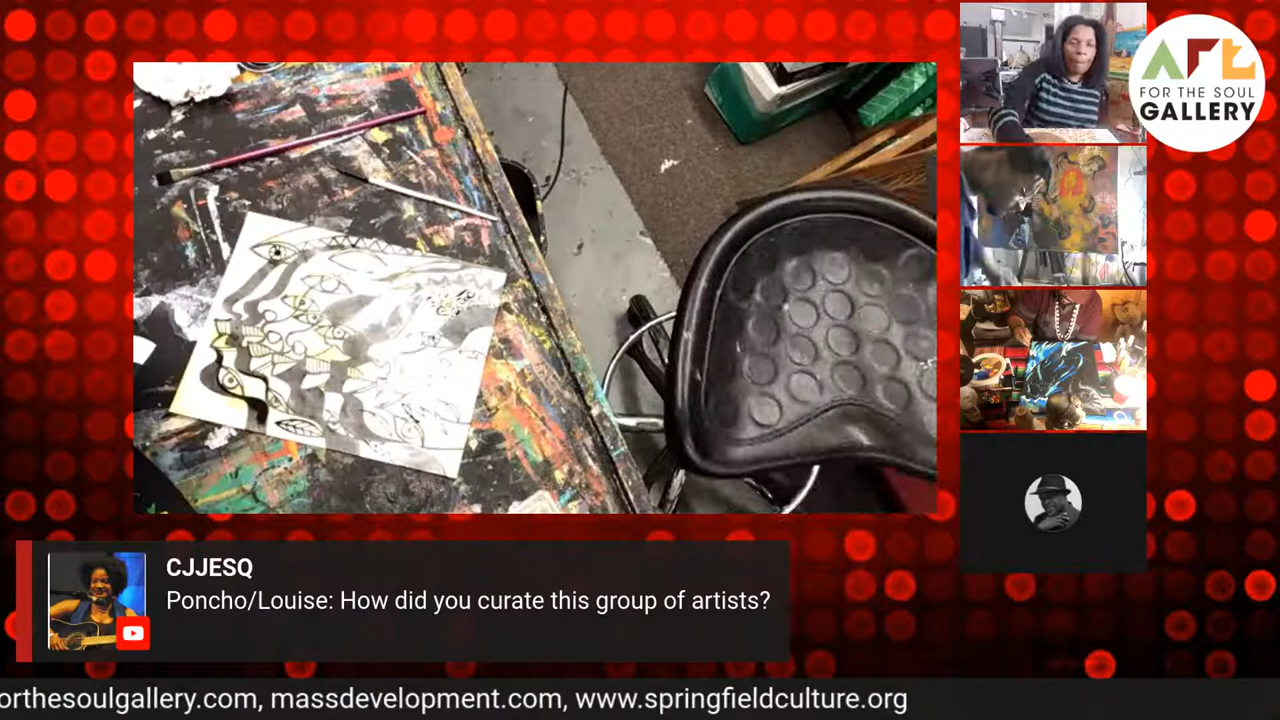 ART
FOR THE SOUL
GALLERY
CJJESQ
Poncho/Louise: How did you curate this group of artists?
orthesoulgallery.com, massdevelopment.com, www.springfieldculture.org